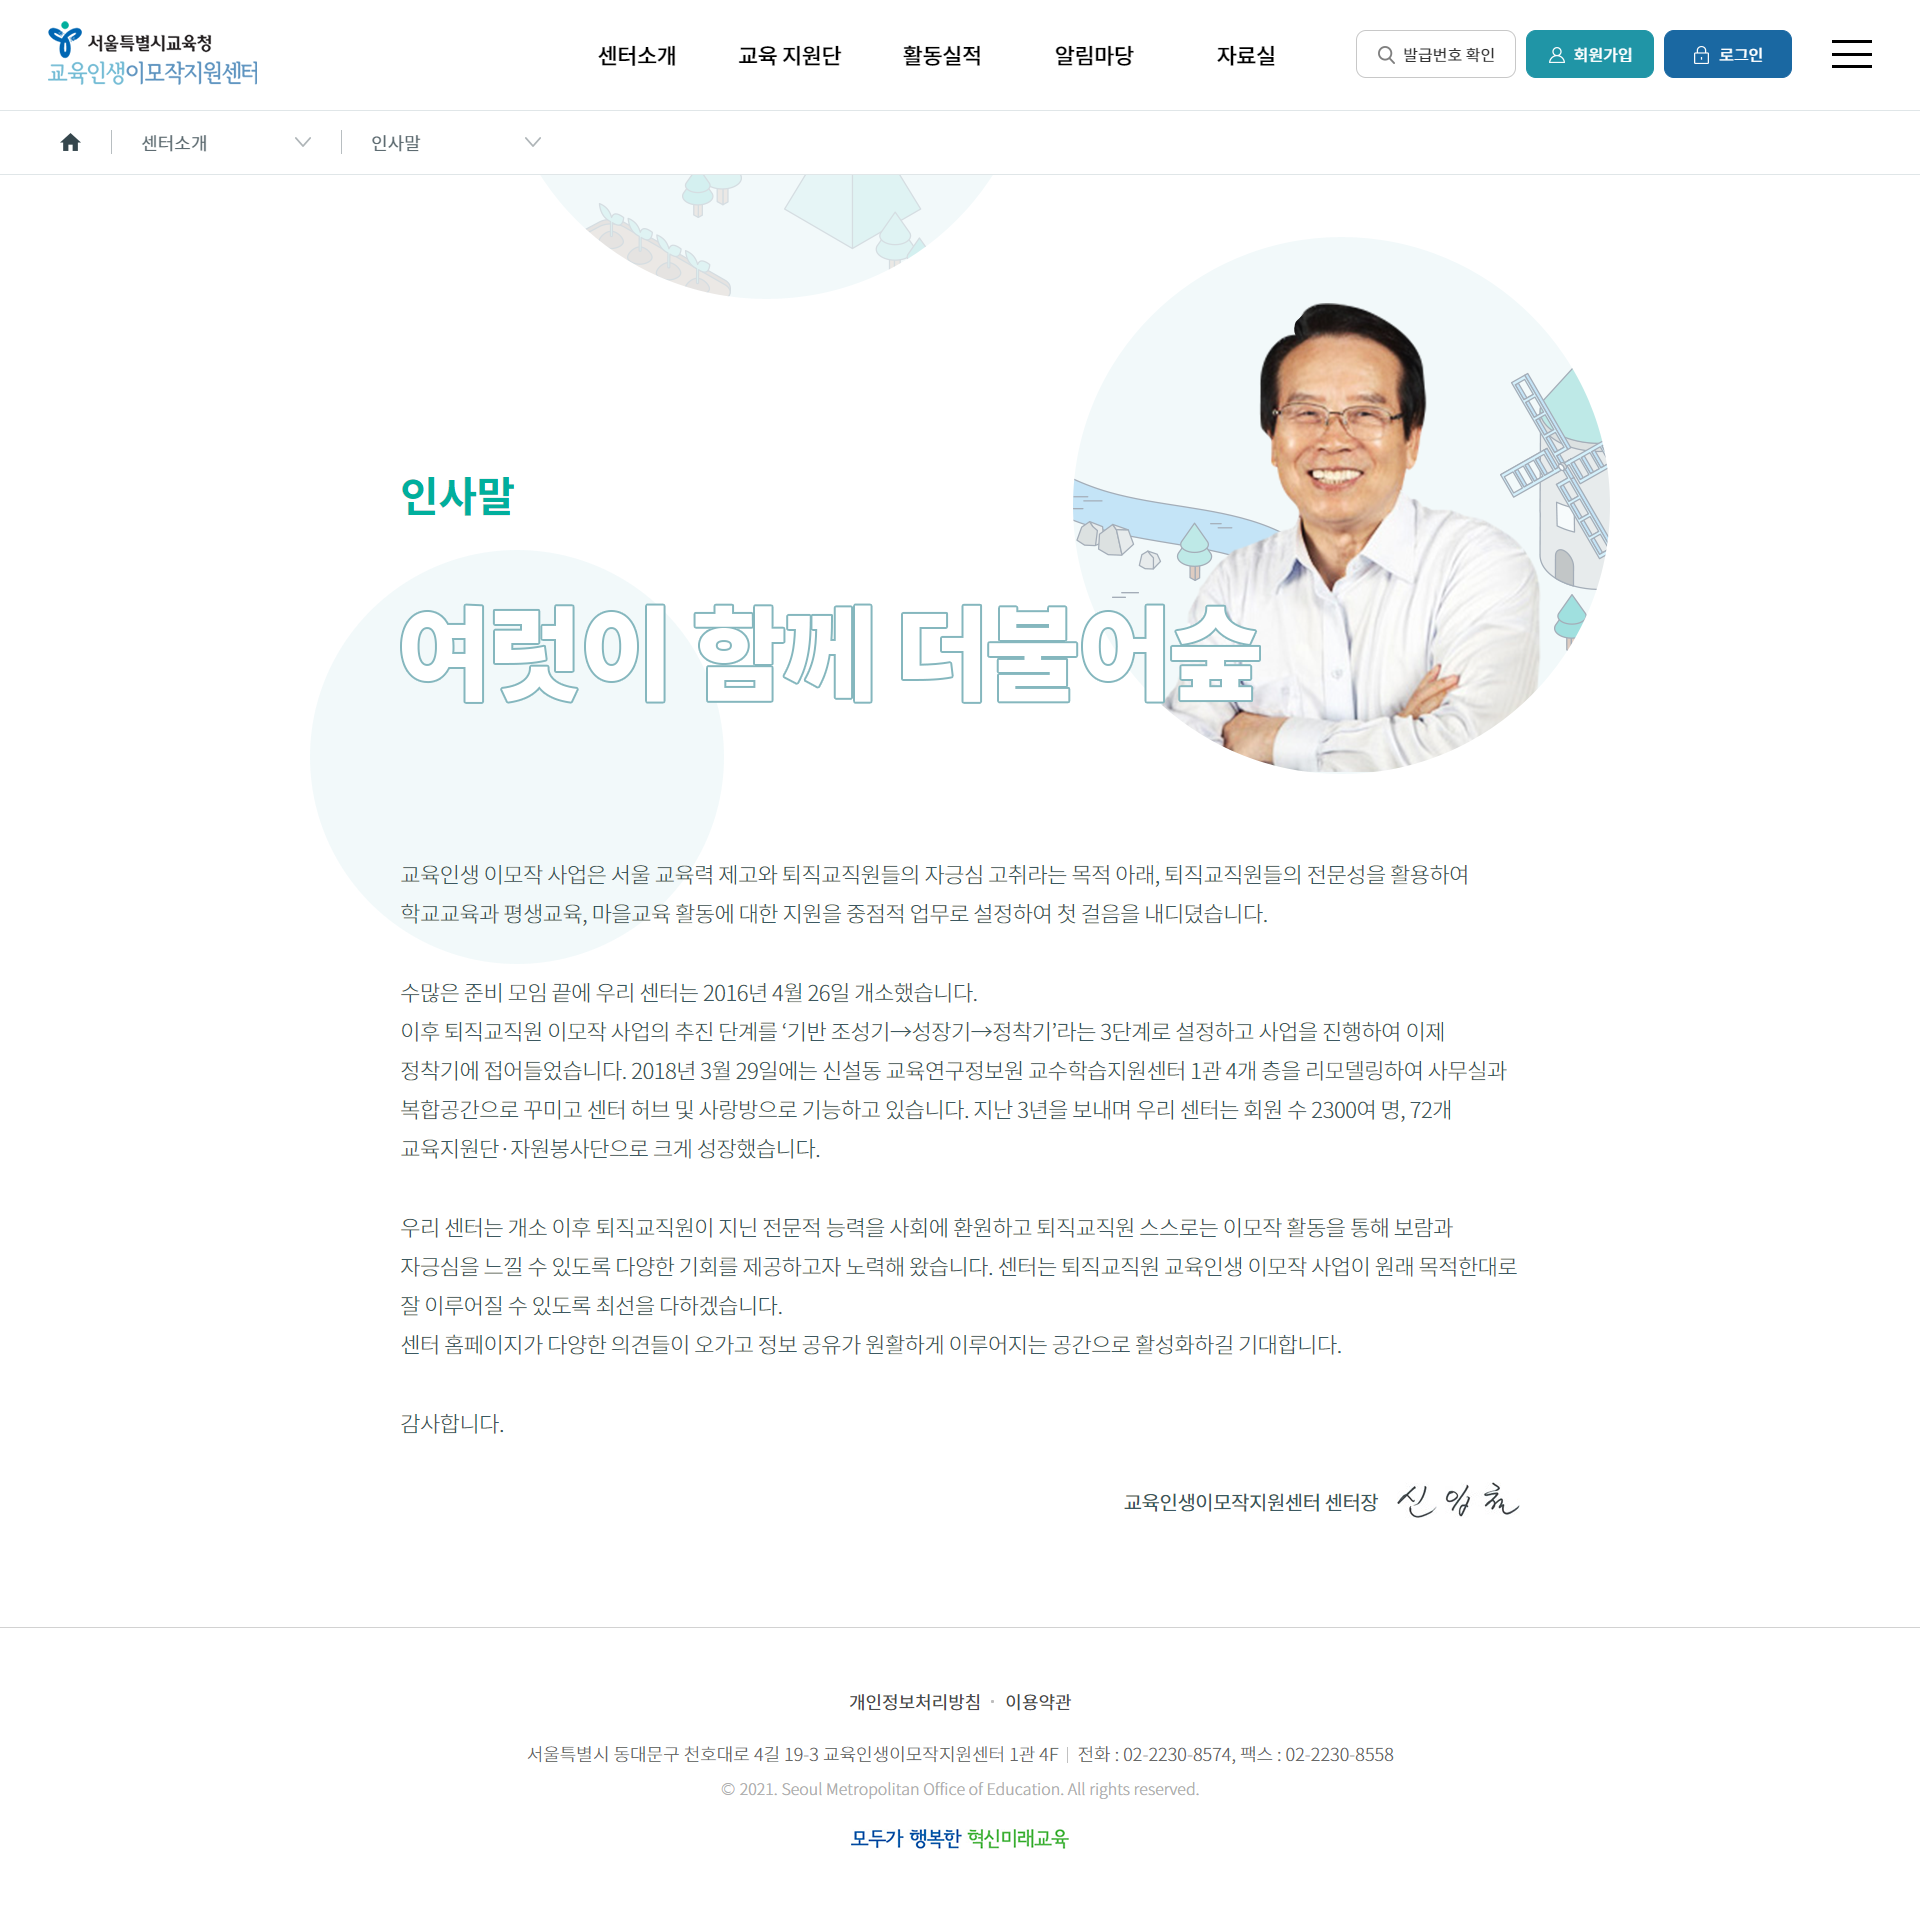 서울특별시교육청
교육인생이모작지원센터
센터소개 교육 지원단 활동실적 알림마당 자료실
발급번호 확인 회원가입 로그인
센터소개 인사말
인사말
여럿이 함께 더불어숲
교육인생 이모작 사업은 서울 교육력 제고와 퇴직교직원들의 자긍심 고취라는 목적 아래, 퇴직교직원들의 전문성을 활용하여
학교교육과 평생교육, 마을교육 활동에 대한 지원을 중점적 업무로 설정하여 첫 걸음을 내디뎠습니다.
수많은 준비 모임 끝에 우리 센터는 2016년 4월 26일 개소했습니다.
이후 퇴직교직원 이모작 사업의 추진 단계를 ‘기반 조성기→성장기→정착기’라는 3단계로 설정하고 사업을 진행하여 이제
정착기에 접어들었습니다. 2018년 3월 29일에는 신설동 교육연구정보원 교수학습지원센터 1관 4개 층을 리모델링하여 사무실과
복합공간으로 꾸미고 센터 허브 및 사랑방으로 기능하고 있습니다. 지난 3년을 보내며 우리 센터는 회원 수 2300여 명, 72개
교육지원단·자원봉사단으로 크게 성장했습니다.
우리 센터는 개소 이후 퇴직교직원이 지닌 전문적 능력을 사회에 환원하고 퇴직교직원 스스로는 이모작 활동을 통해 보람과
자긍심을 느낄 수 있도록 다양한 기회를 제공하고자 노력해 왔습니다. 센터는 퇴직교직원 교육인생 이모작 사업이 원래 목적한대로
잘 이루어질 수 있도록 최선을 다하겠습니다.
센터 홈페이지가 다양한 의견들이 오가고 정보 공유가 원활하게 이루어지는 공간으로 활성화하길 기대합니다.
감사합니다.
교육인생이모작지원센터 센터장
개인정보처리방침 · 이용약관
서울특별시 동대문구 천호대로 4길 19-3 교육인생이모작지원센터 1관 4F | 전화 : 02-2230-8574, 팩스 : 02-2230-8558
© 2021. Seoul Metropolitan Office of Education. All rights reserved.
모두가 행복한 혁신미래교육